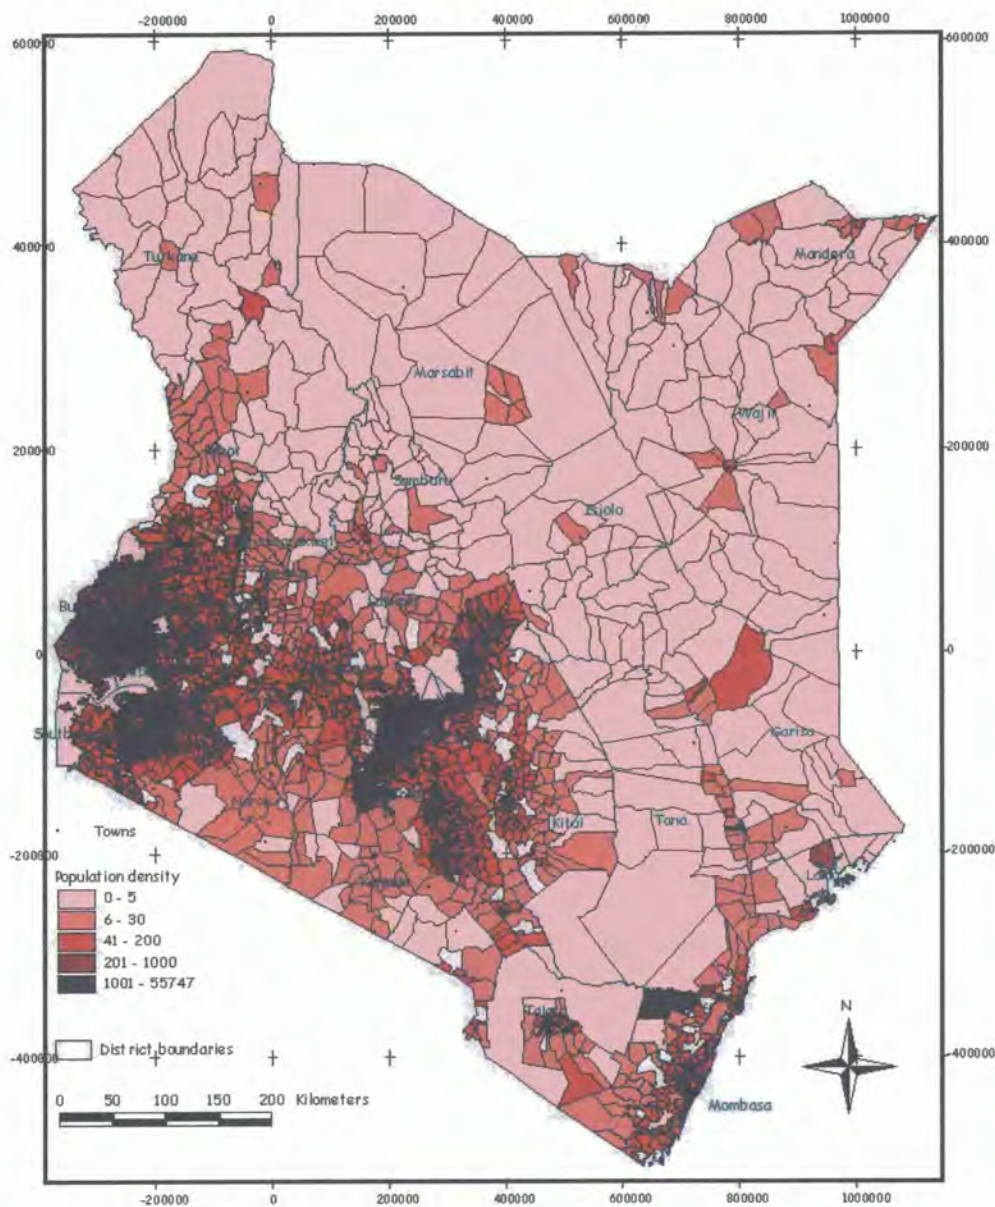 -200000 0 200000 400000 600000 800000 1000000
600000 600000
Mandera
400000 400000
Turkana
Marsabit
Wajir
200000 200000
Samburu
Isiolo
0 0
Garisa
Kitui
Tana
Towns
-200000 -200000
Population density
0 - 5
6 - 30
41 - 200
201 - 1000
1001 - 55747
N
District boundaries
-400000 -400000
0 50 100 150 200 Kilometers
Mombasa
-200000 0 200000 400000 600000 800000 1000000